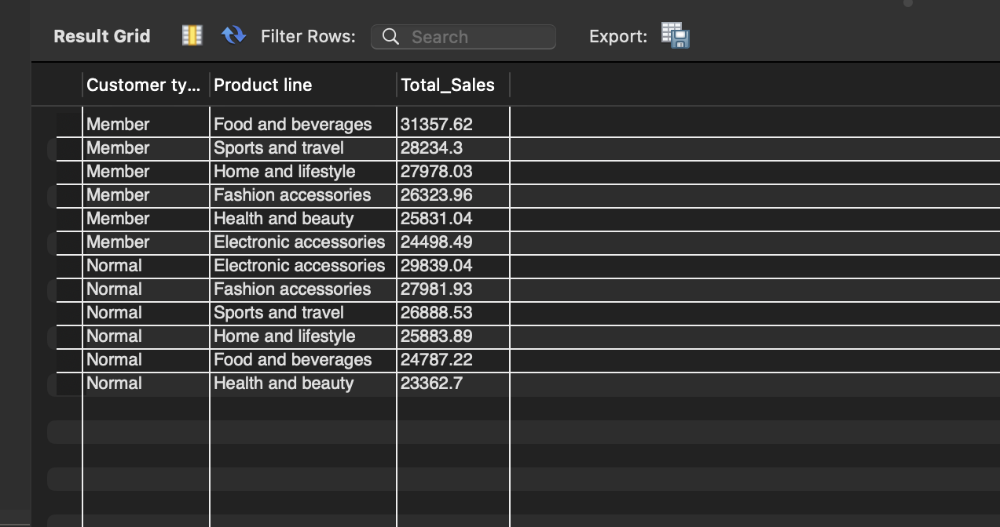 Result Grid Filter Rows: Search Export:
Customer ty... Product line Total_Sales
Member Food and beverages 31357.62
Member Sports and travel 28234.3
Member Home and lifestyle 27978.03
Member Fashion accessories 26323.96
Member Health and beauty 25831.04
Member Electronic accessories 24498.49
Normal Electronic accessories 29839.04
Normal Fashion accessories 27981.93
Normal Sports and travel 26888.53
Normal Home and lifestyle 25883.89
Normal Food and beverages 24787.22
Normal Health and beauty 23362.7